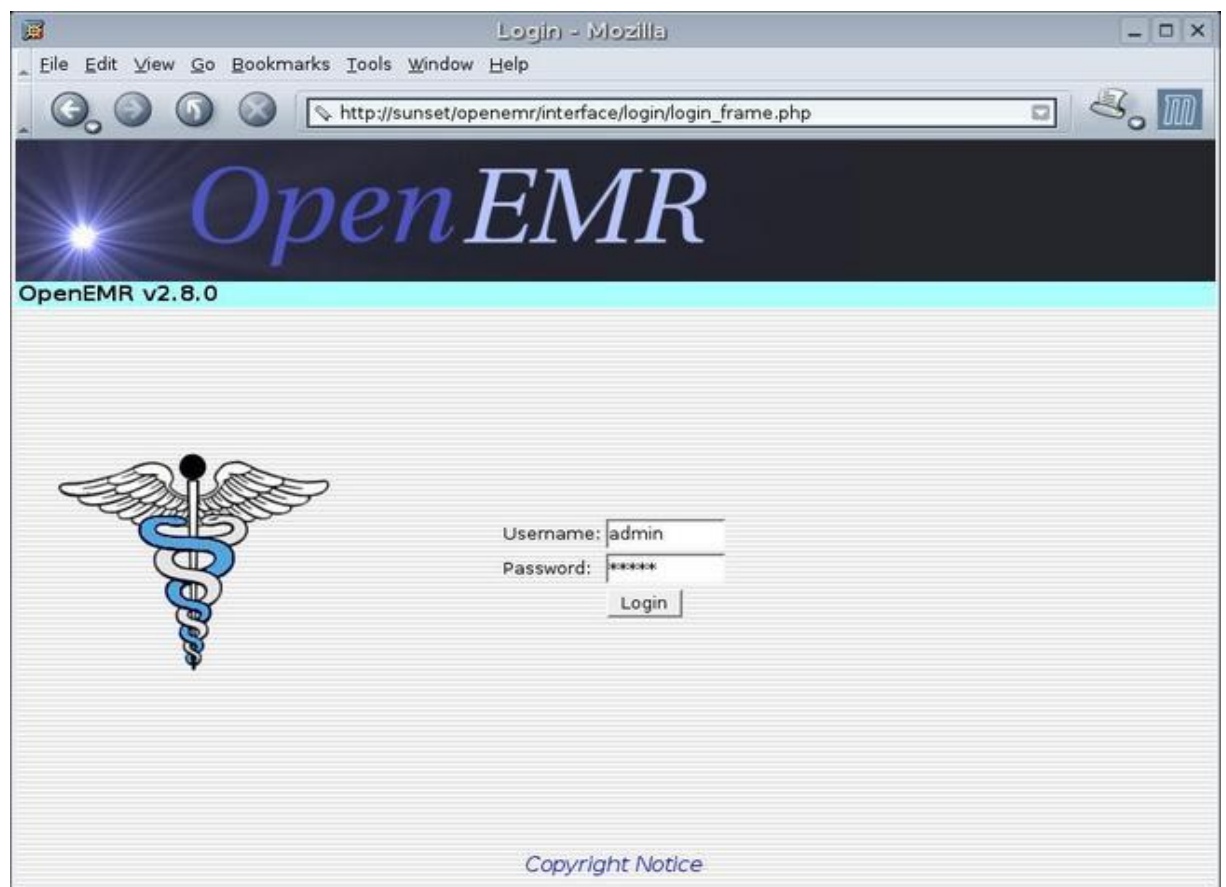 Login - Mozilla
File Edit View Go Bookmarks Tools Window Help
http://sunset/openemr/interface/login/login_frame.php
OpenEMR
OpenEMR v2.8.0
Username: admin
Password: *****
Login
Copyright Notice